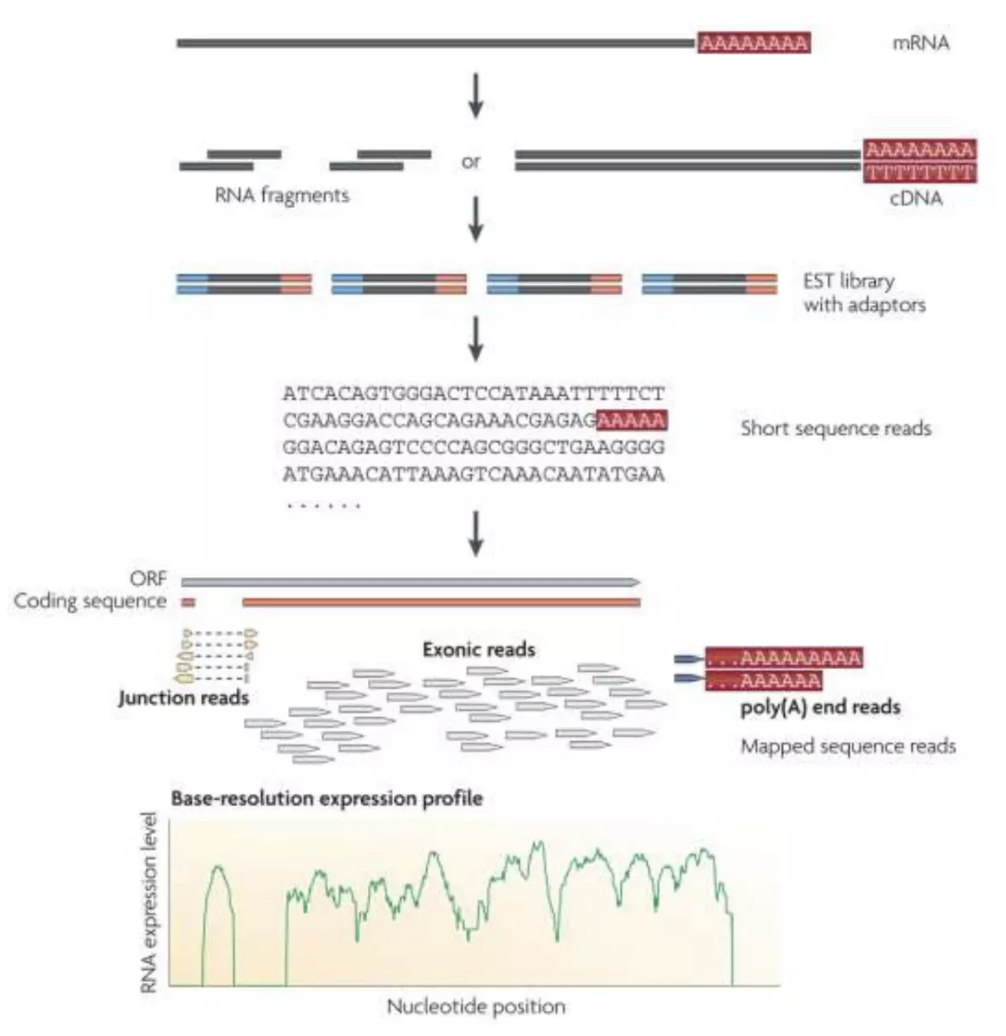 AAAAAAAA
mRNA
RNA fragments
or
AAAAAAAA
TTTTTTTT
cDNA
EST library
with adaptors
ATCACAGTGGGACTCCATAAATTTTTCT
CGAAGGACCAGCAGAAACGAGAGAAAAA
GGACAGAGTCCCCAGCGGGCTGAAGGGG
ATGAAACATTAAAGTCAAACAATATGAA
......
Short sequence reads
ORF
Coding sequence
Junction reads
Exonic reads
...AAAAAAAAA
...AAAAAA
poly(A) end reads
Mapped sequence reads
Base-resolution expression profile
RNA expression level
Nucleotide position